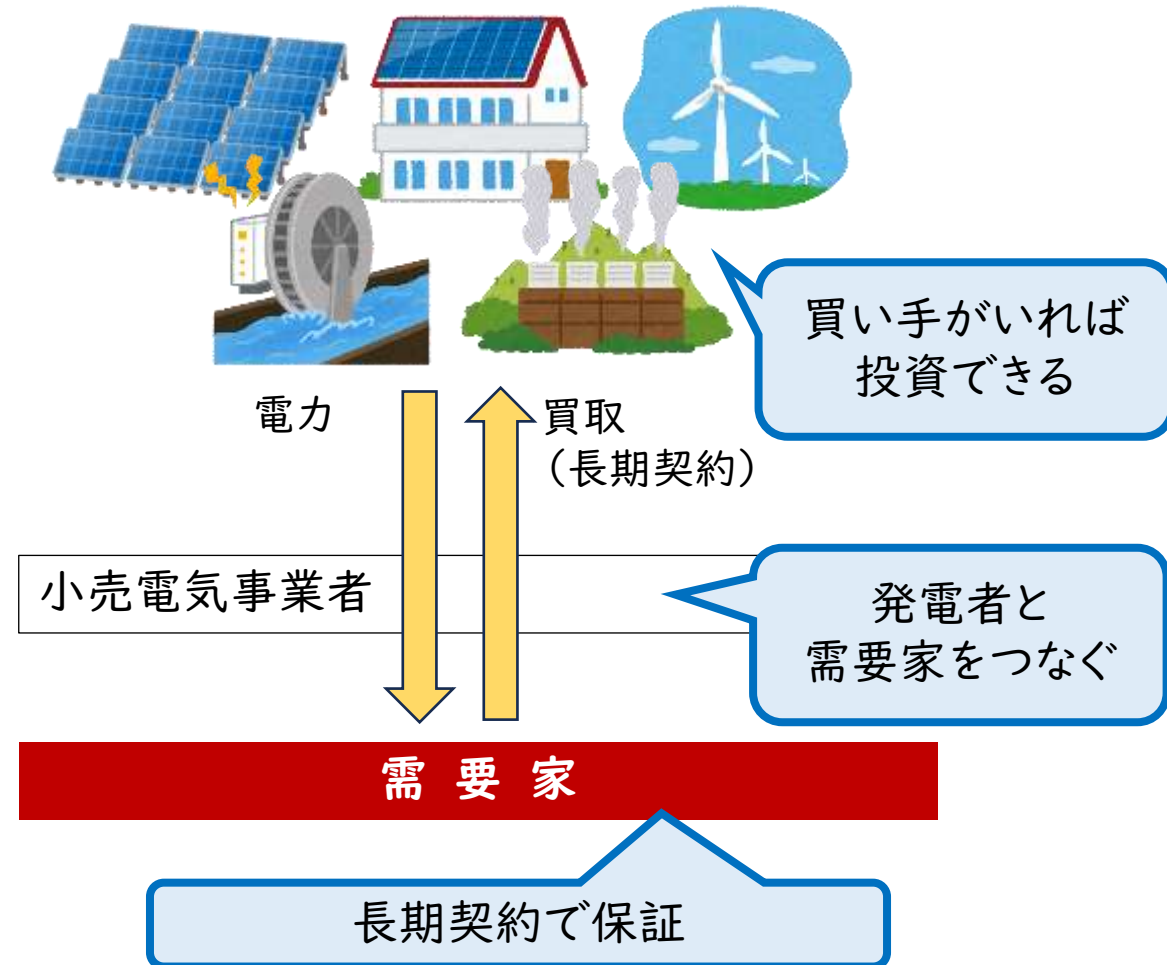 買い手がいれば
投資できる
電力
買取
（長期契約）
小売電気事業者
発電者と
需要家をつなぐ
需要家
長期契約で保証